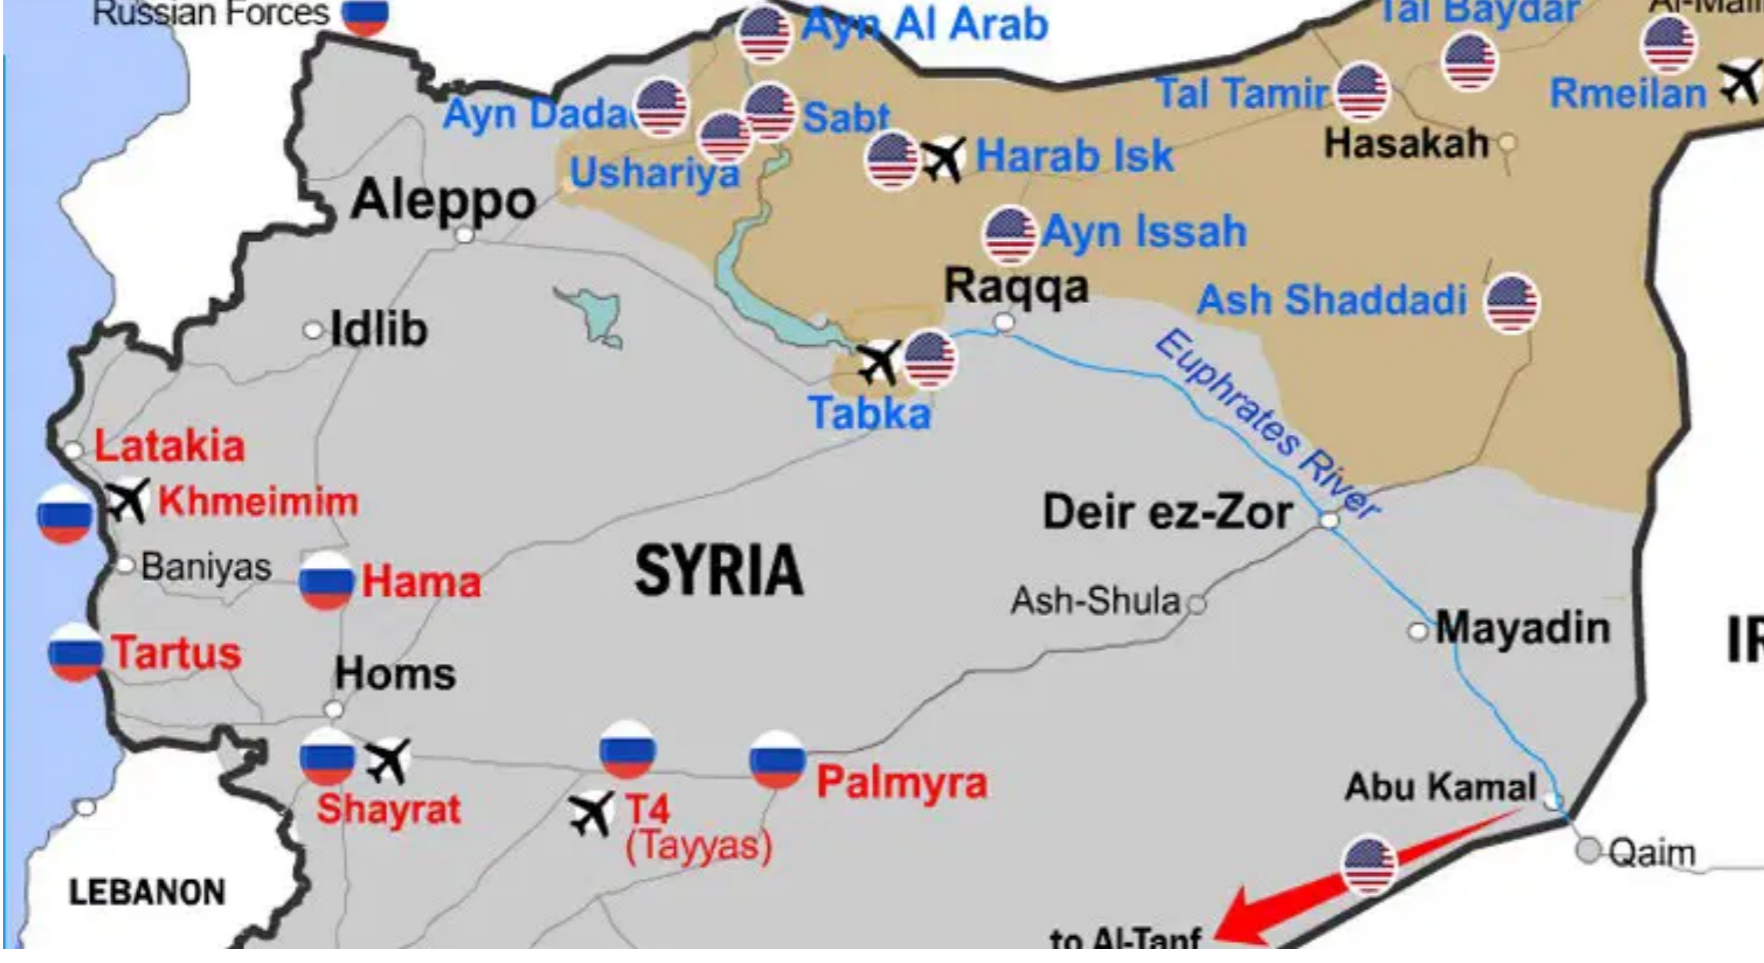 Russian Forces
Ayn Al Arab
Tal Baydar
Ayn Dada
Sabt
Tal Tamir
Rmeilan
Hasakah
Ushariya
Harab Isk
Aleppo
Ayn Issah
Raqqa
Ash Shaddadi
Idlib
Euphrates River
Tabka
Latakia
Khmeimim
Deir ez-Zor
Baniyas
Hama
SYRIA
Ash-Shula
Mayadin
Tartus
Homs
IR
Palmyra
Shayrat
T4
(Tayyas)
Abu Kamal
Qaim
LEBANON
to Al-Tanf